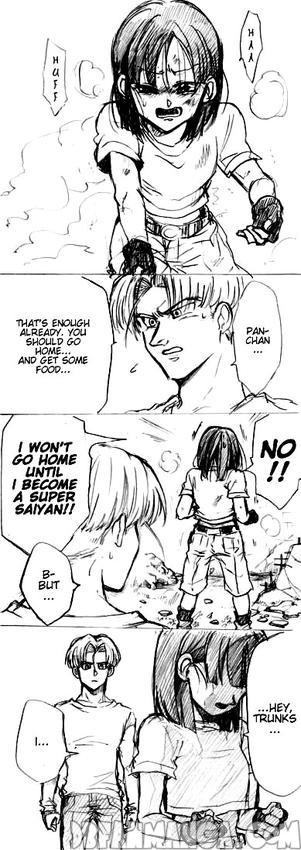 HAA
HUFF
PAN-
CHAN
...
THAT'S ENOUGH
ALREADY. YOU
SHOULD GO
HOME...
AND GET SOME
FOOD...
NO
!!
I WON'T
GO HOME
UNTIL
I BECOME
A SUPER
SAIYAN!!
B-
BUT
...
...HEY,
TRUNKS
...
I...